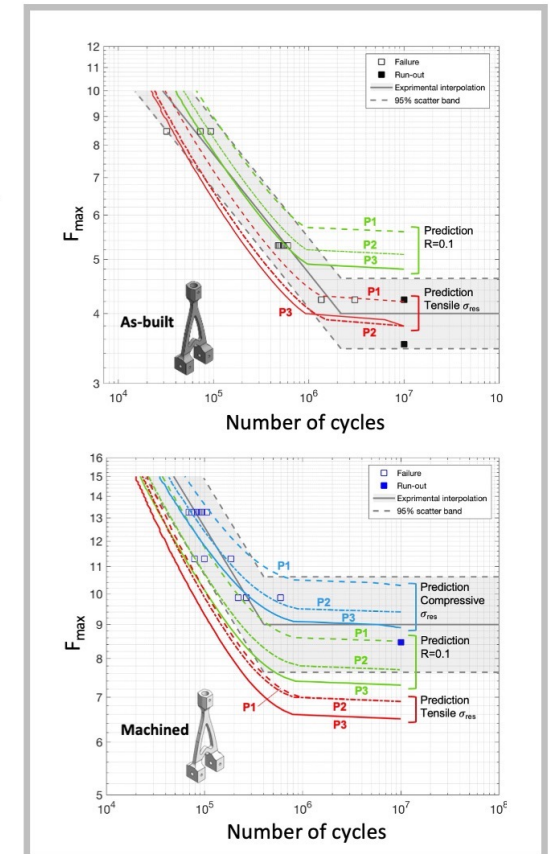 12
11
10
9
8
7
6
5
4
3
F_max
Failure
Run-out
Exprimental interpolation
95% scatter band
P1
P2
P3
Prediction
R=0.1
P1
Prediction
Tensile σ_res
P3
P2
As-built
10^4
10^5
10^6
10^7
10
Number of cycles
16
15
14
13
12
11
10
9
8
7
6
5
F_max
Failure
Run-out
Exprimental interpolation
95% scatter band
P1
P2
P3
Prediction
Compressive
σ_res
P1
P2
P3
Prediction
R=0.1
P1
P2
P3
Prediction
Tensile σ_res
Machined
10^4
10^5
10^6
10^7
10^8
Number of cycles